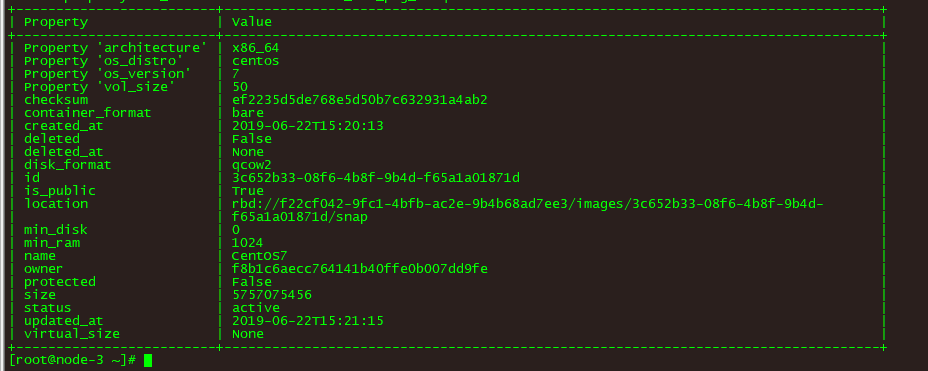 | Property | Value |
| Property 'architecture' | x86_64 |
| Property 'os_distro' | centos |
| Property 'os_version' | 7 |
| Property 'vol_size' | 50 |
| checksum | ef2235d5de768e5d50b7c632931a4ab2 |
| container_format | bare |
| created_at | 2019-06-22T15:20:13 |
| deleted | False |
| deleted_at | None |
| disk_format | qcow2 |
| id | 3c652b33-08f6-4b8f-9b4d-f65a1a01871d |
| is_public | True |
| location | rbd://f22cf042-9fc1-4bfb-ac2e-9b4b68ad7ee3/images/3c652b33-08f6-4b8f-9b4d- |
| | f65a1a01871d/snap |
| min_disk | 0 |
| min_ram | 1024 |
| name | CentOS7 |
| owner | f8b1c6aecc764141b40ffe0b007dd9fe |
| protected | False |
| size | 5757075456 |
| status | active |
| updated_at | 2019-06-22T15:21:15 |
| virtual_size | None |
[root@node-3 ~]#